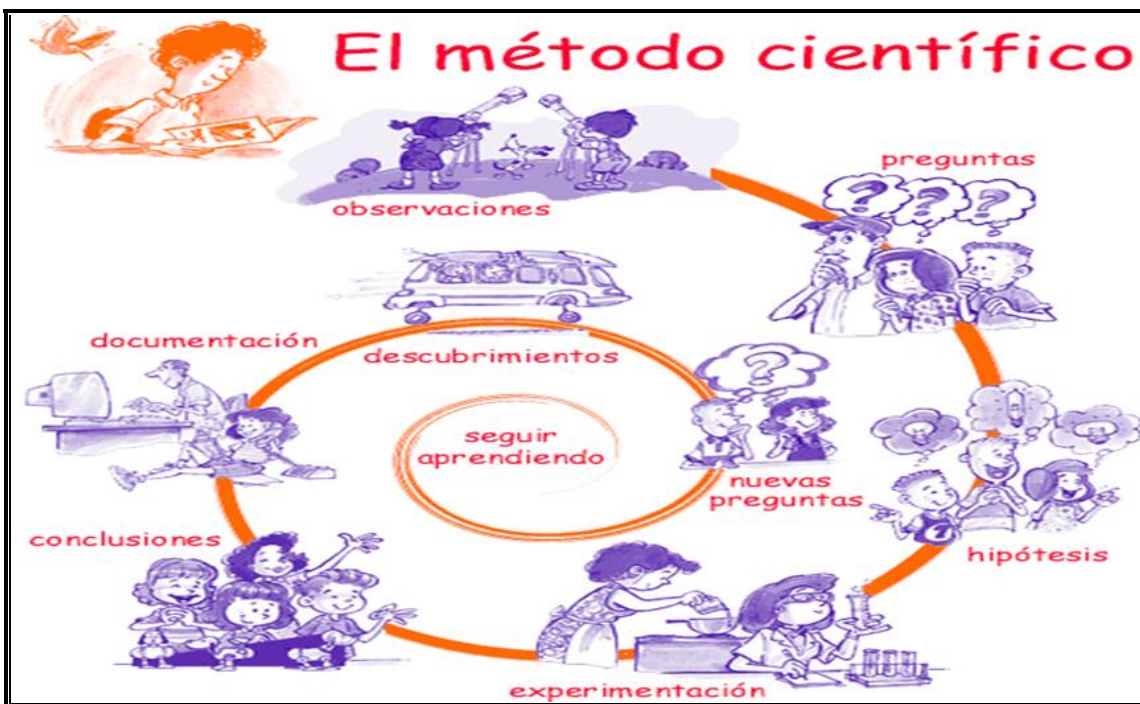 El método científico
observaciones
preguntas
hipótesis
experimentación
conclusiones
documentación
descubrimientos
nuevas
preguntas
seguir
aprendiendo